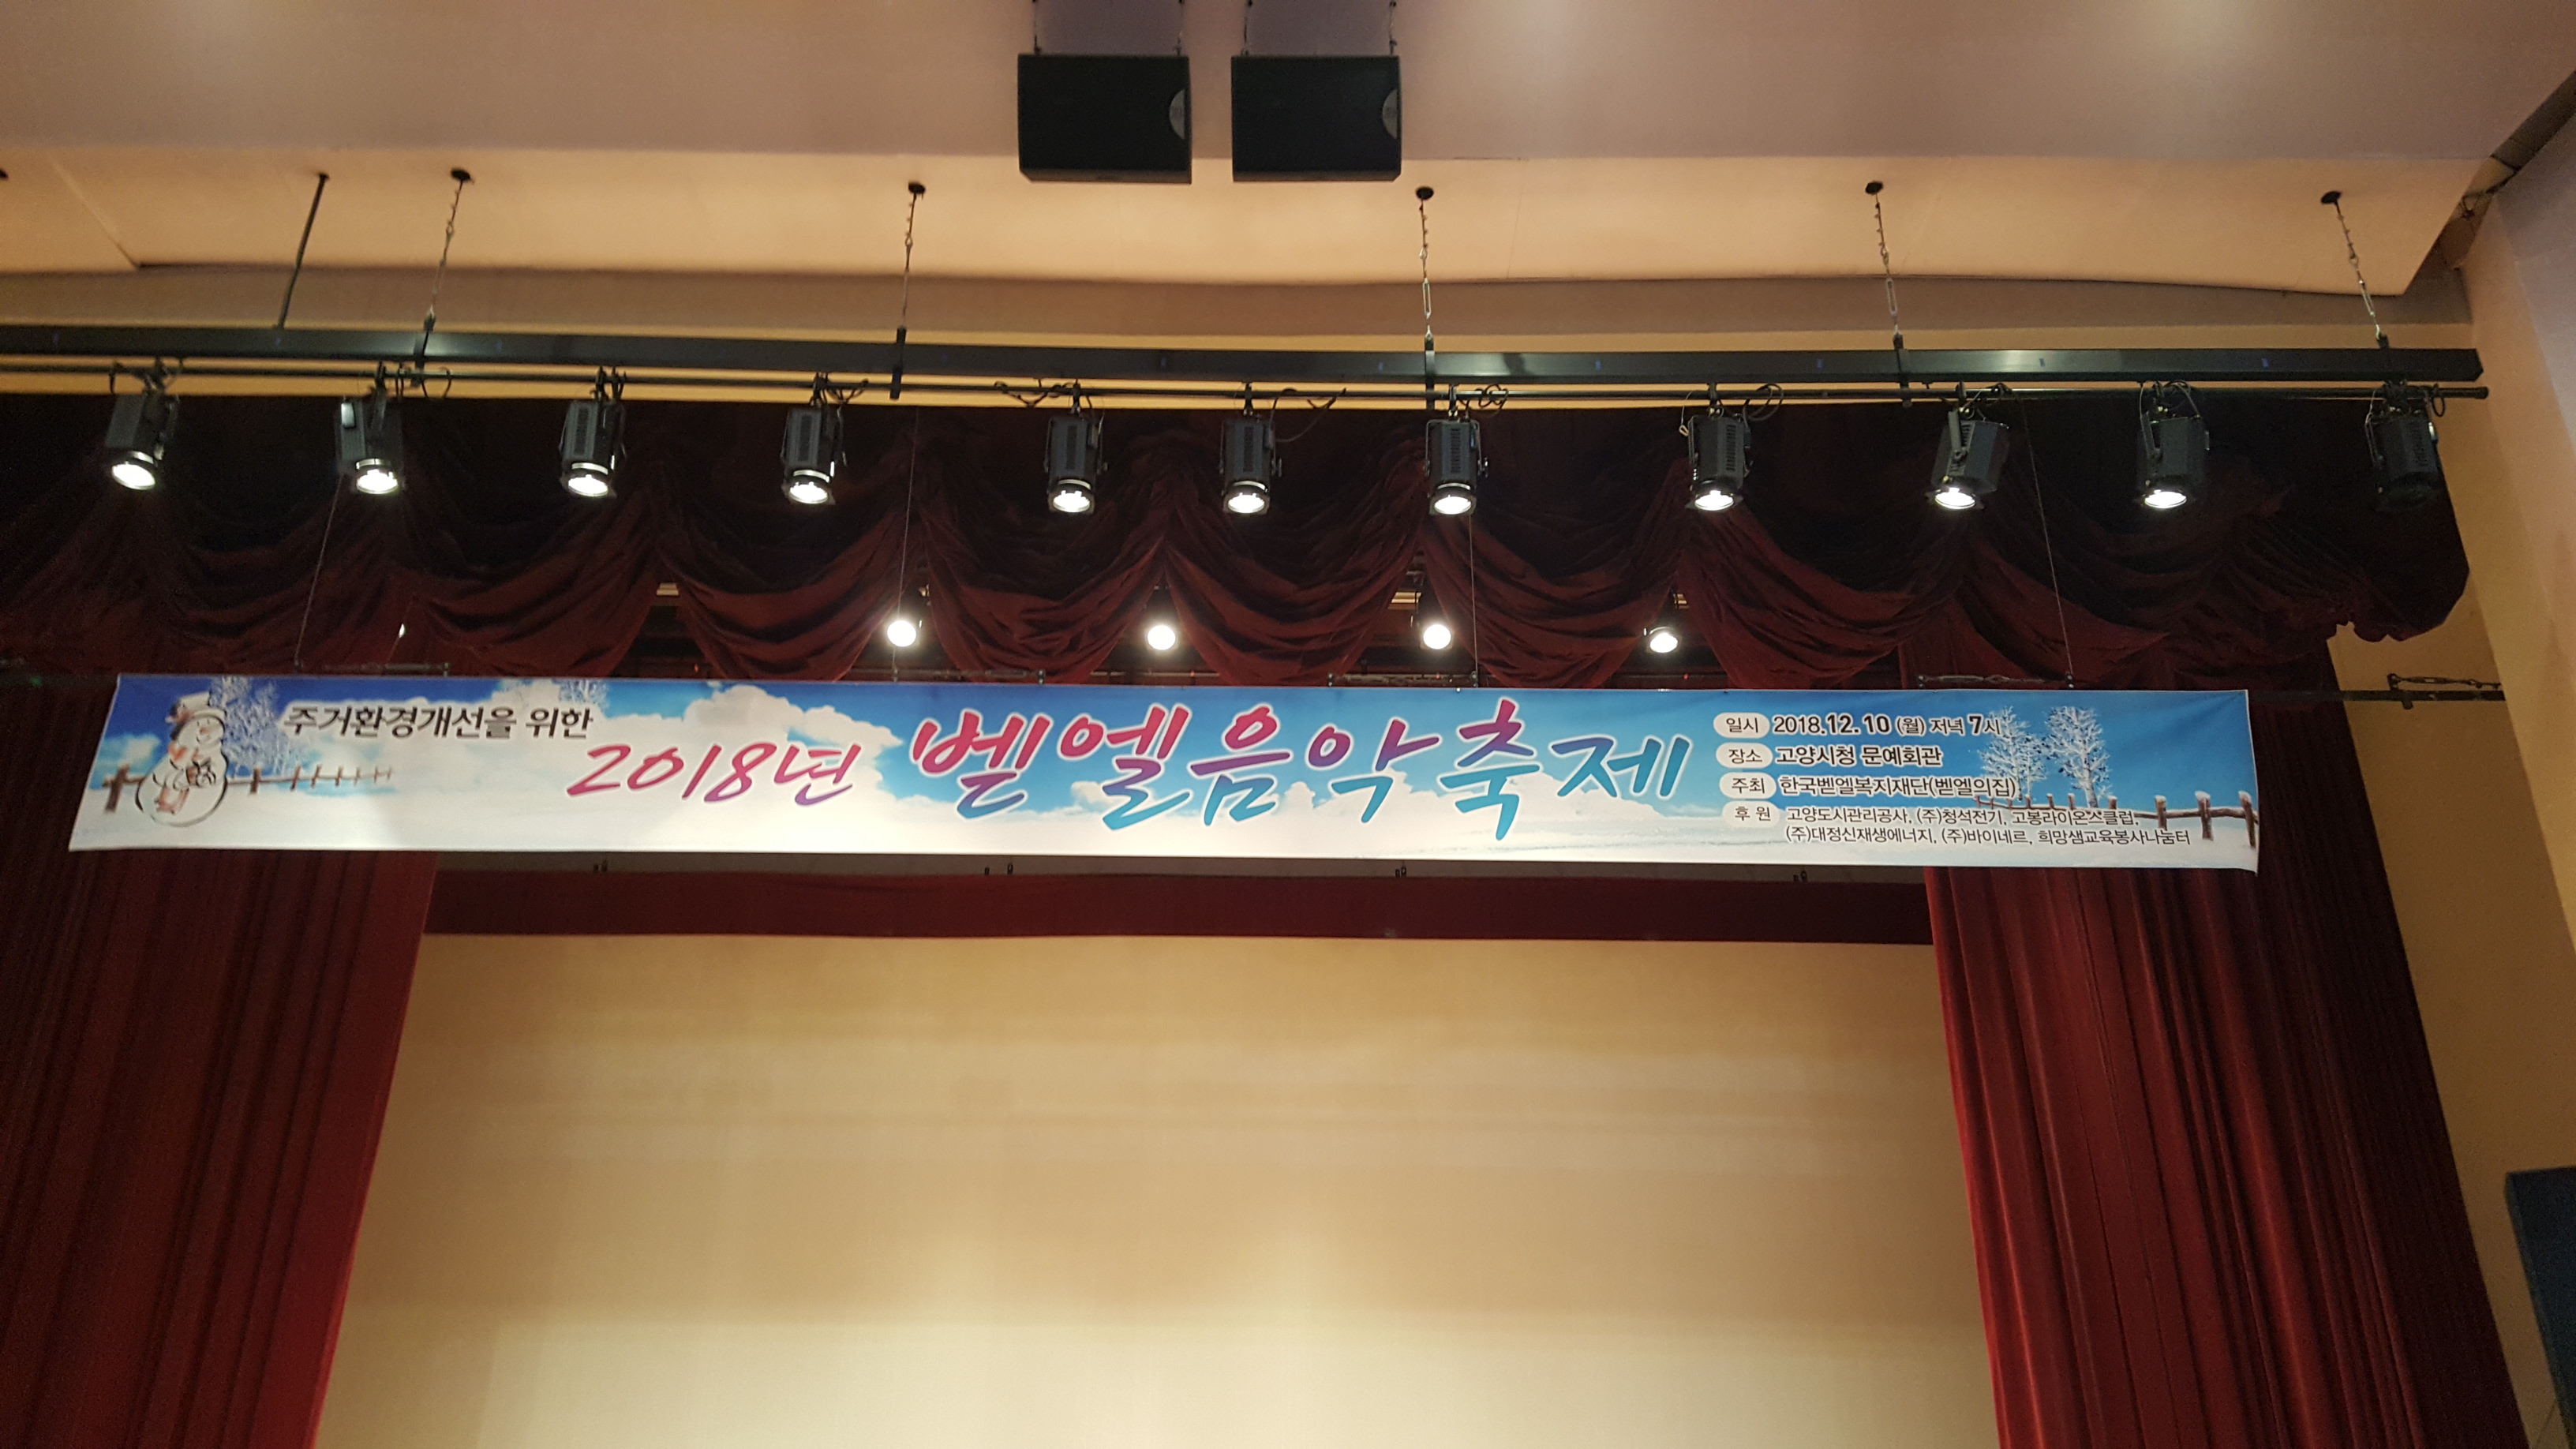 주거환경개선을 위한
2018년 벧엘음악축제
일시 2018.12.10 (월) 저녁 7시
장소 고양시청 문예회관
주최 한국벧엘복지재단(벧엘의집)
후원 고양도시관리공사, (주)청석전기, 고봉라이온스클럽,
(주)대정신재생에너지, (주)바이네르, 희망샘교육봉사나눔터